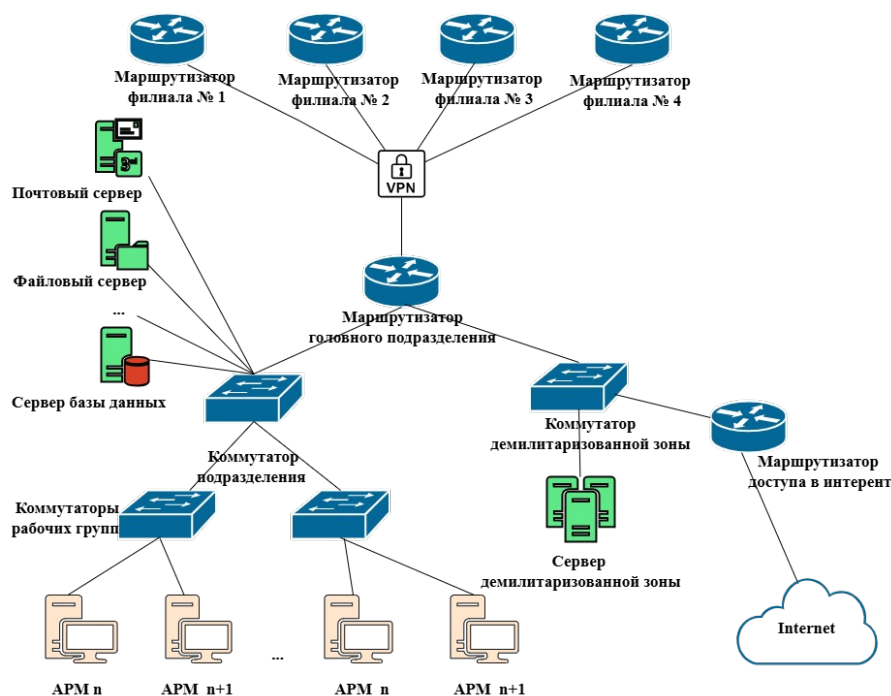 Маршрутизатор
филиала № 1
Маршрутизатор
филиала № 2
Маршрутизатор
филиала № 3
Маршрутизатор
филиала № 4
VPN
3rd
Почтовый сервер
Файловый сервер
...
Сервер базы данных
Маршрутизатор
головного подразделения
Коммутатор
демилитаризованной зоны
Маршрутизатор
доступа в интерент
Коммутатор
подразделения
Коммутаторы
рабочих групп
Сервер
демилитаризованной зоны
Internet
...
АРМ n
АРМ n+1
АРМ n
АРМ n+1